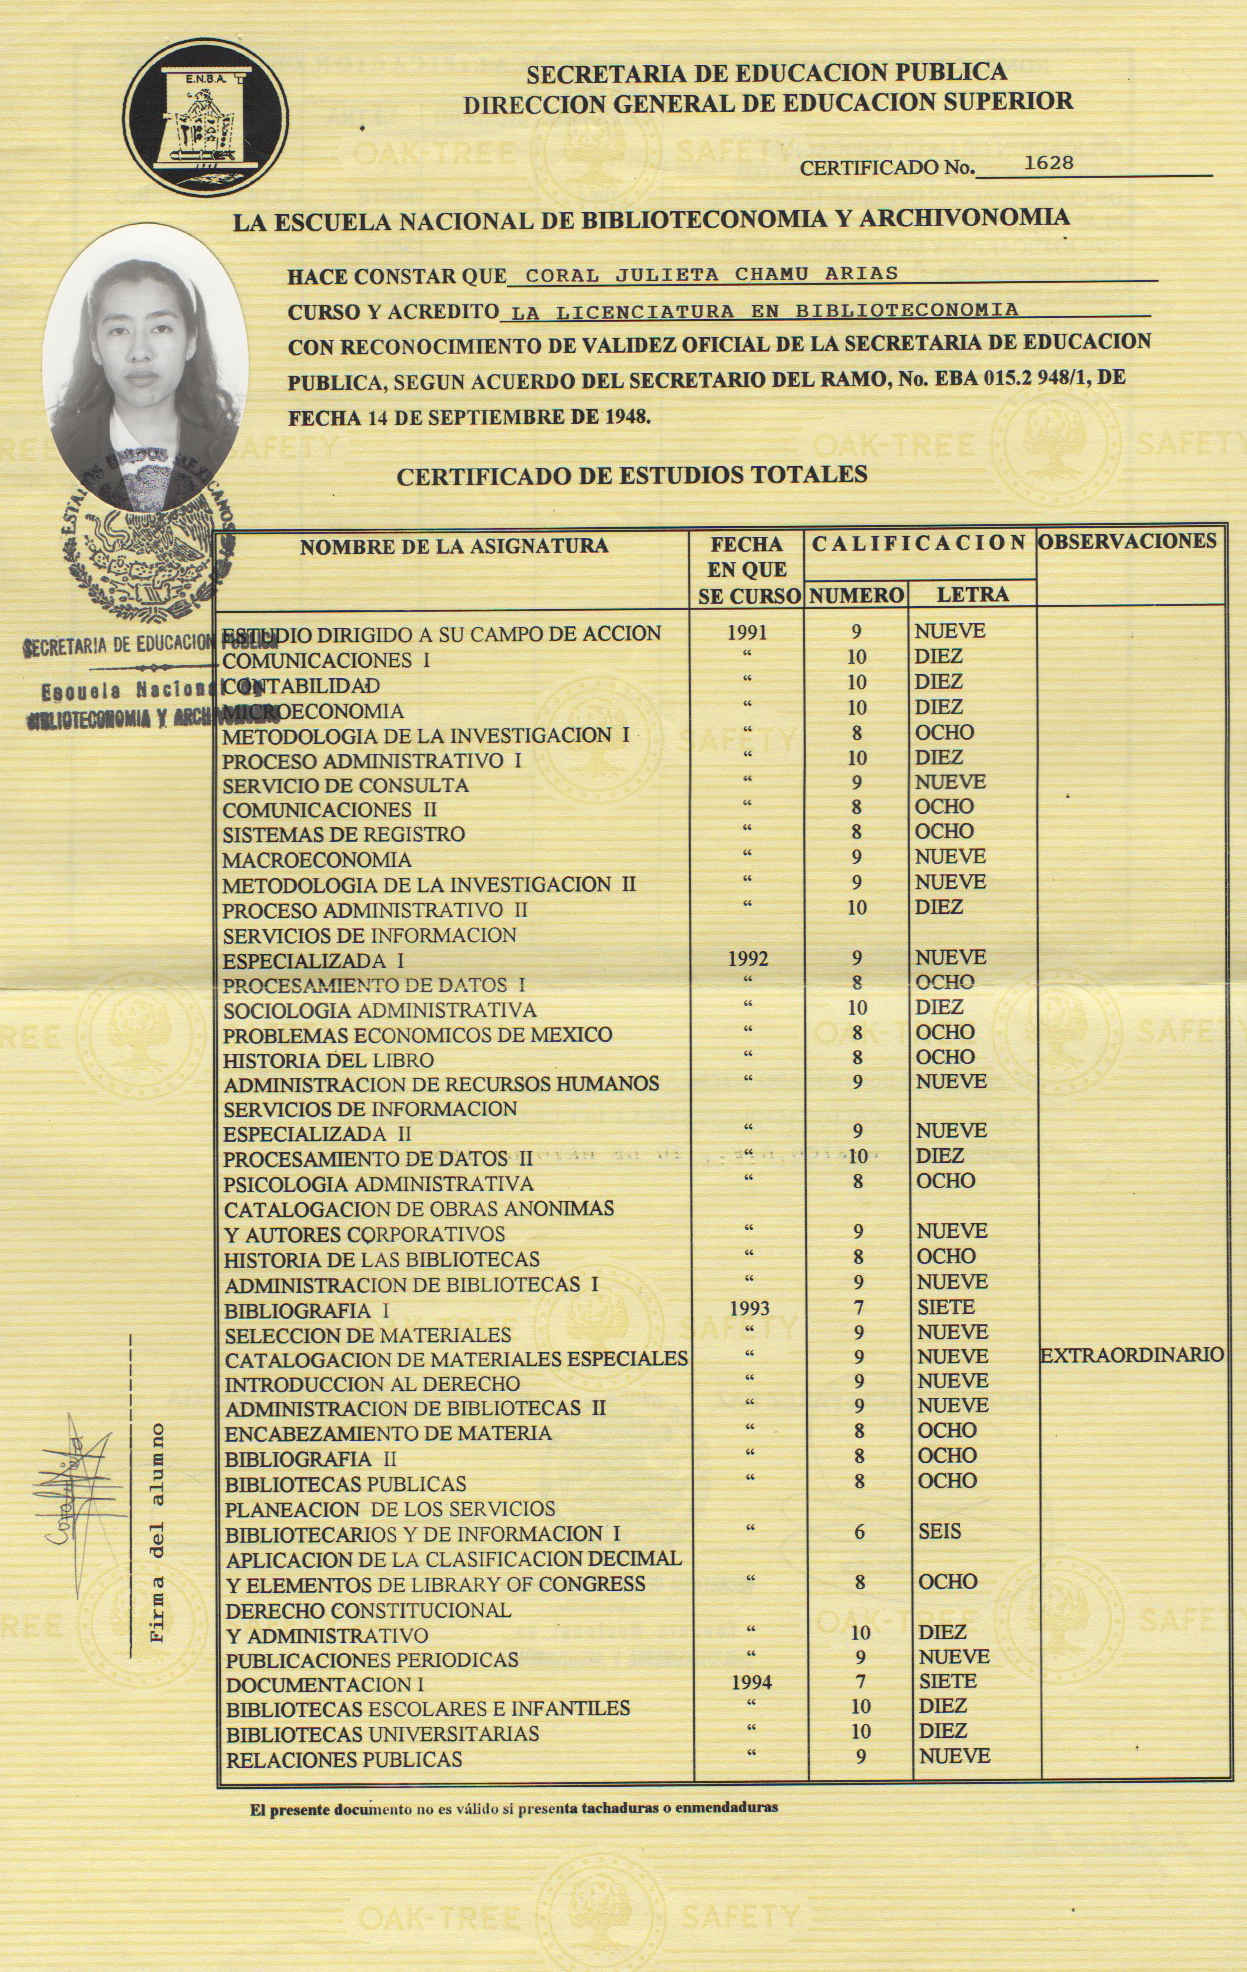 E.N.B.A.
SECRETARIA DE EDUCACION PUBLICA
DIRECCION GENERAL DE EDUCACION SUPERIOR
CERTIFICADO No. 1628
LA ESCUELA NACIONAL DE BIBLIOTECONOMIA Y ARCHIVONOMIA
HACE CONSTAR QUE CORAL JULIETA CHAMU ARIAS
CURSO Y ACREDITO LA LICENCIATURA EN BIBLIOTECONOMIA
CON RECONOCIMIENTO DE VALIDEZ OFICIAL DE LA SECRETARIA DE EDUCACION
PUBLICA, SEGUN ACUERDO DEL SECRETARIO DEL RAMO, No. EBA 015.2 948/1, DE
FECHA 14 DE SEPTIEMBRE DE 1948.
CERTIFICADO DE ESTUDIOS TOTALES
ESTADOS UNIDOS MEXICANOS
SECRETARIA DE EDUCACION PUBLICA
Escuela Nacional de
BIBLIOTECONOMIA Y ARCHIVONOMIA
NOMBRE DE LA ASIGNATURA FECHA EN QUE SE CURSO CALIFICACION OBSERVACIONES
NUMERO LETRA
ESTUDIO DIRIGIDO A SU CAMPO DE ACCION 1991 9 NUEVE
COMUNICACIONES I “ 10 DIEZ
CONTABILIDAD “ 10 DIEZ
MICROECONOMIA “ 10 DIEZ
METODOLOGIA DE LA INVESTIGACION I “ 8 OCHO
PROCESO ADMINISTRATIVO I “ 10 DIEZ
SERVICIO DE CONSULTA “ 9 NUEVE
COMUNICACIONES II “ 8 OCHO
SISTEMAS DE REGISTRO “ 8 OCHO
MACROECONOMIA “ 9 NUEVE
METODOLOGIA DE LA INVESTIGACION II “ 9 NUEVE
PROCESO ADMINISTRATIVO II “ 10 DIEZ
SERVICIOS DE INFORMACION
ESPECIALIZADA I 1992 9 NUEVE
PROCESAMIENTO DE DATOS I “ 8 OCHO
SOCIOLOGIA ADMINISTRATIVA “ 10 DIEZ
PROBLEMAS ECONOMICOS DE MEXICO “ 8 OCHO
HISTORIA DEL LIBRO “ 8 OCHO
ADMINISTRACION DE RECURSOS HUMANOS “ 9 NUEVE
SERVICIOS DE INFORMACION
ESPECIALIZADA II “ 9 NUEVE
PROCESAMIENTO DE DATOS II “ 10 DIEZ
PSICOLOGIA ADMINISTRATIVA “ 8 OCHO
CATALOGACION DE OBRAS ANONIMAS
Y AUTORES CORPORATIVOS “ 9 NUEVE
HISTORIA DE LAS BIBLIOTECAS “ 8 OCHO
ADMINISTRACION DE BIBLIOTECAS I “ 9 NUEVE
BIBLIOGRAFIA I 1993 7 SIETE
SELECCION DE MATERIALES “ 9 NUEVE
CATALOGACION DE MATERIALES ESPECIALES “ 9 NUEVE EXTRAORDINARIO
INTRODUCCION AL DERECHO “ 9 NUEVE
ADMINISTRACION DE BIBLIOTECAS II “ 9 NUEVE
ENCABEZAMIENTO DE MATERIA “ 8 OCHO
BIBLIOGRAFIA II “ 8 OCHO
BIBLIOTECAS PUBLICAS “ 8 OCHO
PLANEACION DE LOS SERVICIOS
BIBLIOTECARIOS Y DE INFORMACION I “ 6 SEIS
APLICACION DE LA CLASIFICACION DECIMAL
Y ELEMENTOS DE LIBRARY OF CONGRESS “ 8 OCHO
DERECHO CONSTITUCIONAL
Y ADMINISTRATIVO “ 10 DIEZ
PUBLICACIONES PERIODICAS “ 9 NUEVE
DOCUMENTACION I 1994 7 SIETE
BIBLIOTECAS ESCOLARES E INFANTILES “ 10 DIEZ
BIBLIOTECAS UNIVERSITARIAS “ 10 DIEZ
RELACIONES PUBLICAS “ 9 NUEVE
Firma del alumno
El presente documento no es válido si presenta tachaduras o enmendaduras
OAK-TREE SAFETY